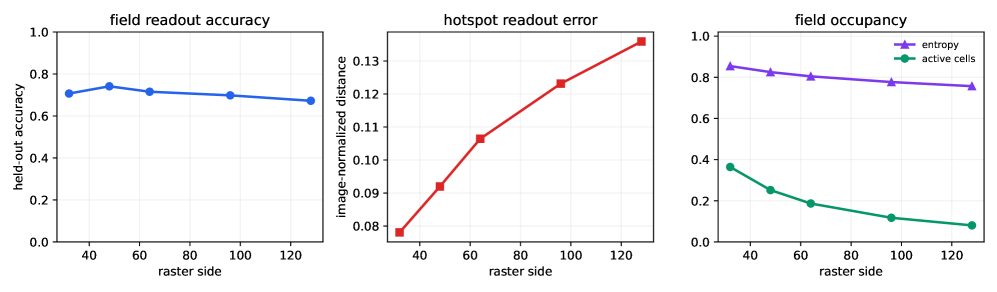 field readout accuracy
held-out accuracy
1.0
0.8
0.6
0.4
0.2
0.0
40 60 80 100 120
raster side
hotspot readout error
image-normalized distance
0.13
0.12
0.11
0.10
0.09
0.08
40 60 80 100 120
raster side
field occupancy
1.0
0.8
0.6
0.4
0.2
0.0
entropy
active cells
40 60 80 100 120
raster side